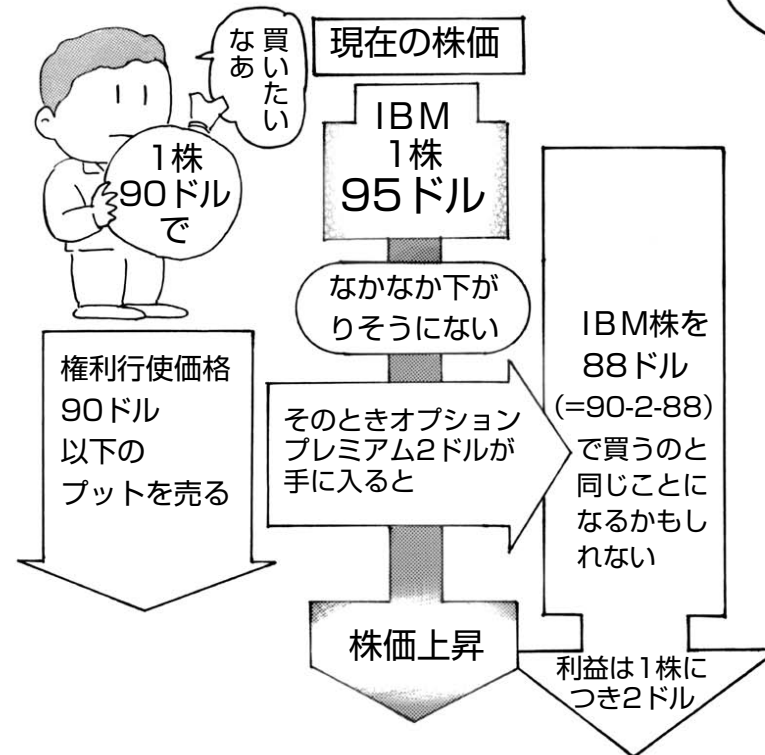 買いたい
なあ
1株
90ドル
で
現在の株価
IBM
1株
95ドル
なかなか下が
りそうにない
権利行使価格
90ドル
以下の
プットを売る
そのときオプション
プレミアム2ドルが
手に入ると
IBM株を
88ドル
(=90-2-88)
で買うのと
同じことに
なるかもし
れない
株価上昇
利益は1株に
つき2ドル